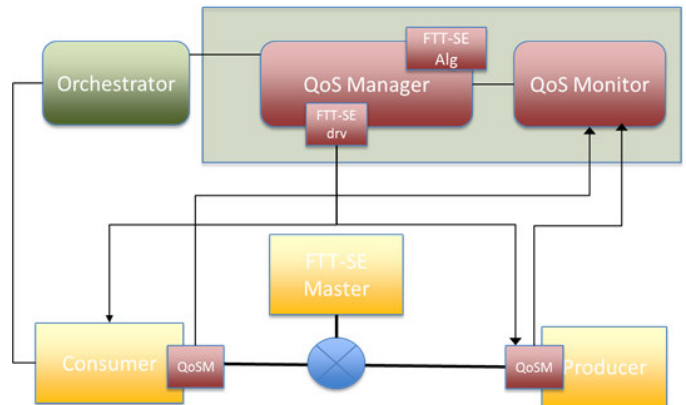 FTT-SE
Alg
Orchestrator
QoS Manager
QoS Monitor
FTT-SE
drv
FTT-SE
Master
Consumer
QoSM
QoSM
Producer